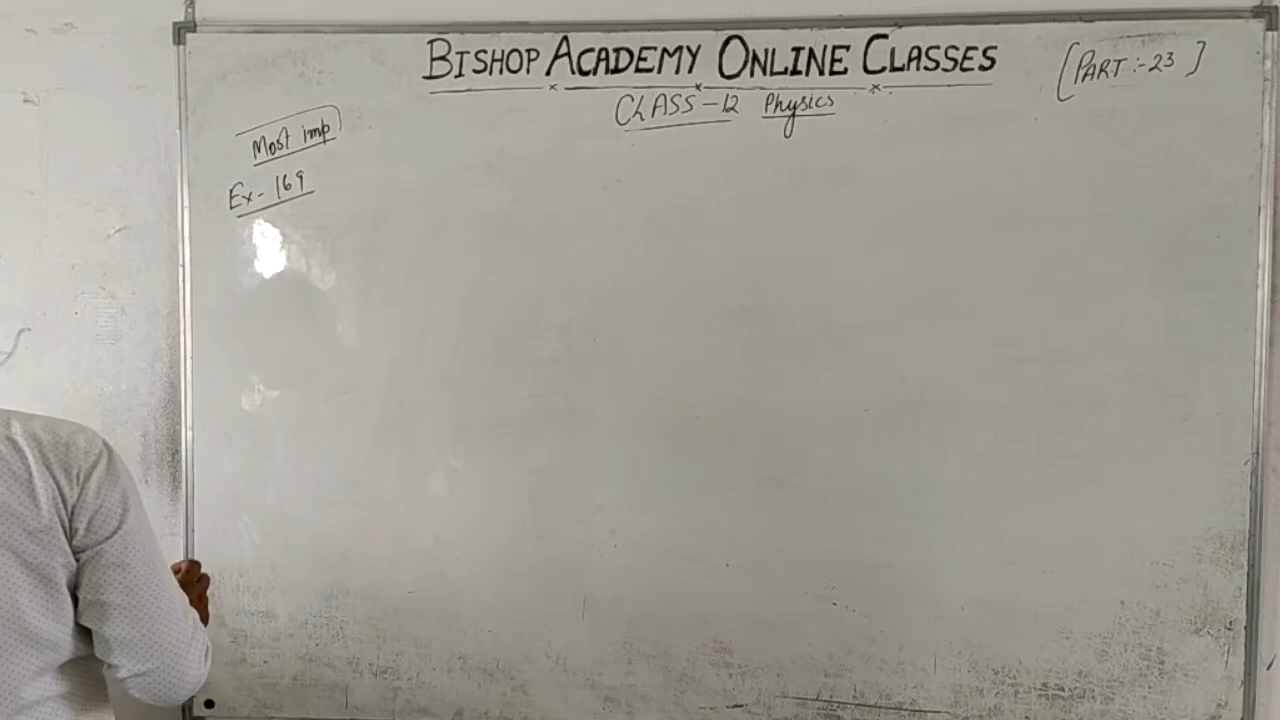 BISHOP ACADEMY ONLINE CLASSES
[PART:-23]
CLASS-12 Physics
Most imp
Ex-169